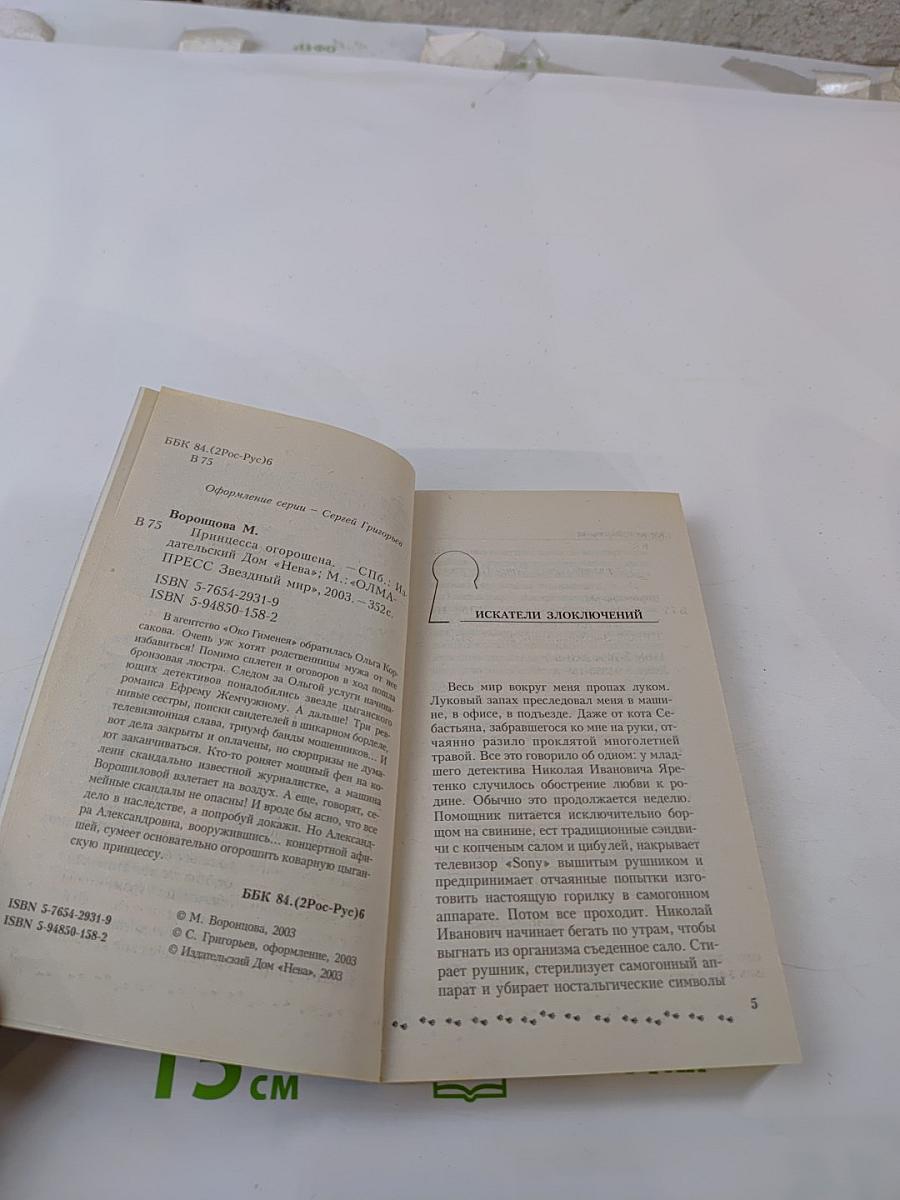 ББК 84.(2Рос-Рус)6
В 75
Оформление серии – Сергей Григорьев
Воронцова М.
В 75
Принцесса огорошена. — СПб.: Из-
дательский Дом «Нева»; М.: «ОЛМА-
ПРЕСС Звездный мир», 2003. — 352с.
ISBN 5-7654-2931-9
ISBN 5-94850-158-2
В агентство «Око Гименея» обратилась Ольга Кор-
сакова. Очень уж хотят родственницы мужа от нее
избавиться! Помимо сплетен и оговоров в ход пошла
бронзовая люстра. Следом за Ольгой услуги начина-
ющих детективов понадобились звезде цыганского
романса Ефрему Жемчужному. А дальше! Три рев-
нивые сестры, поиски свидетелей в шикарном борделе,
телевизионная слава, триумф банды мошенников... И
вот дела закрыты и оплачены, но сюрпризы не дума-
ют заканчиваться. Кто-то роняет мощный фен на ко-
лени скандально известной журналистке, а машина
Ворошиловой взлетает на воздух. А еще, говорят, се-
мейные скандалы не опасны! И вроде бы ясно, что все
дело в наследстве, а попробуй докажи. Но Александ-
ра Александровна, вооружившись... концертной афи-
шей, сумеет основательно огорошить коварную цыган-
скую принцессу.
ББК 84.(2Рос-Рус)6
ISBN 5-7654-2931-9
ISBN 5-94850-158-2
© М. Воронцова, 2003
© С. Григорьев, оформление, 2003
© Издательский Дом «Нева», 2003
ИСКАТЕЛИ ЗЛОКЛЮЧЕНИЙ
Весь мир вокруг меня пропах луком.
Луковый запах преследовал меня в маши-
не, в офисе, в подъезде. Даже от кота Се-
бастьяна, забравшегося ко мне на руки, от-
чаянно разило проклятой многолетней
травой. Все это говорило об одном: у млад-
шего детектива Николая Ивановича Яре-
тенко случилось обострение любви к ро-
дине. Обычно это продолжается неделю.
Помощник питается исключительно бор-
щом на свинине, ест традиционные сэндви-
чи с копченым салом и цибулей, накрывает
телевизор «Sony» вышитым рушником и
предпринимает отчаянные попытки изго-
товить настоящую горилку в самогонном
аппарате. Потом все проходит. Николай
Иванович начинает бегать по утрам, чтобы
выгнать из организма съеденное сало. Сти-
рает рушник, стерилизует самогонный ап-
парат и убирает ностальгические символы
5
15 см